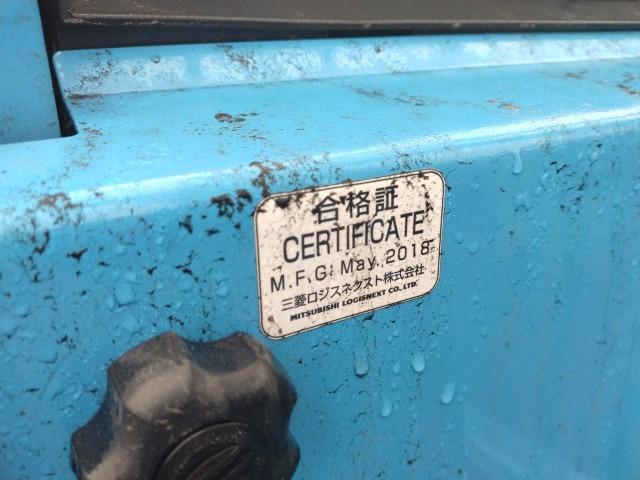 合格証
CERTIFICATE
M.F.G. May. 2018
三菱ロジスネクスト株式会社
MITSUBISHI LOGISNEXT CO., LTD.